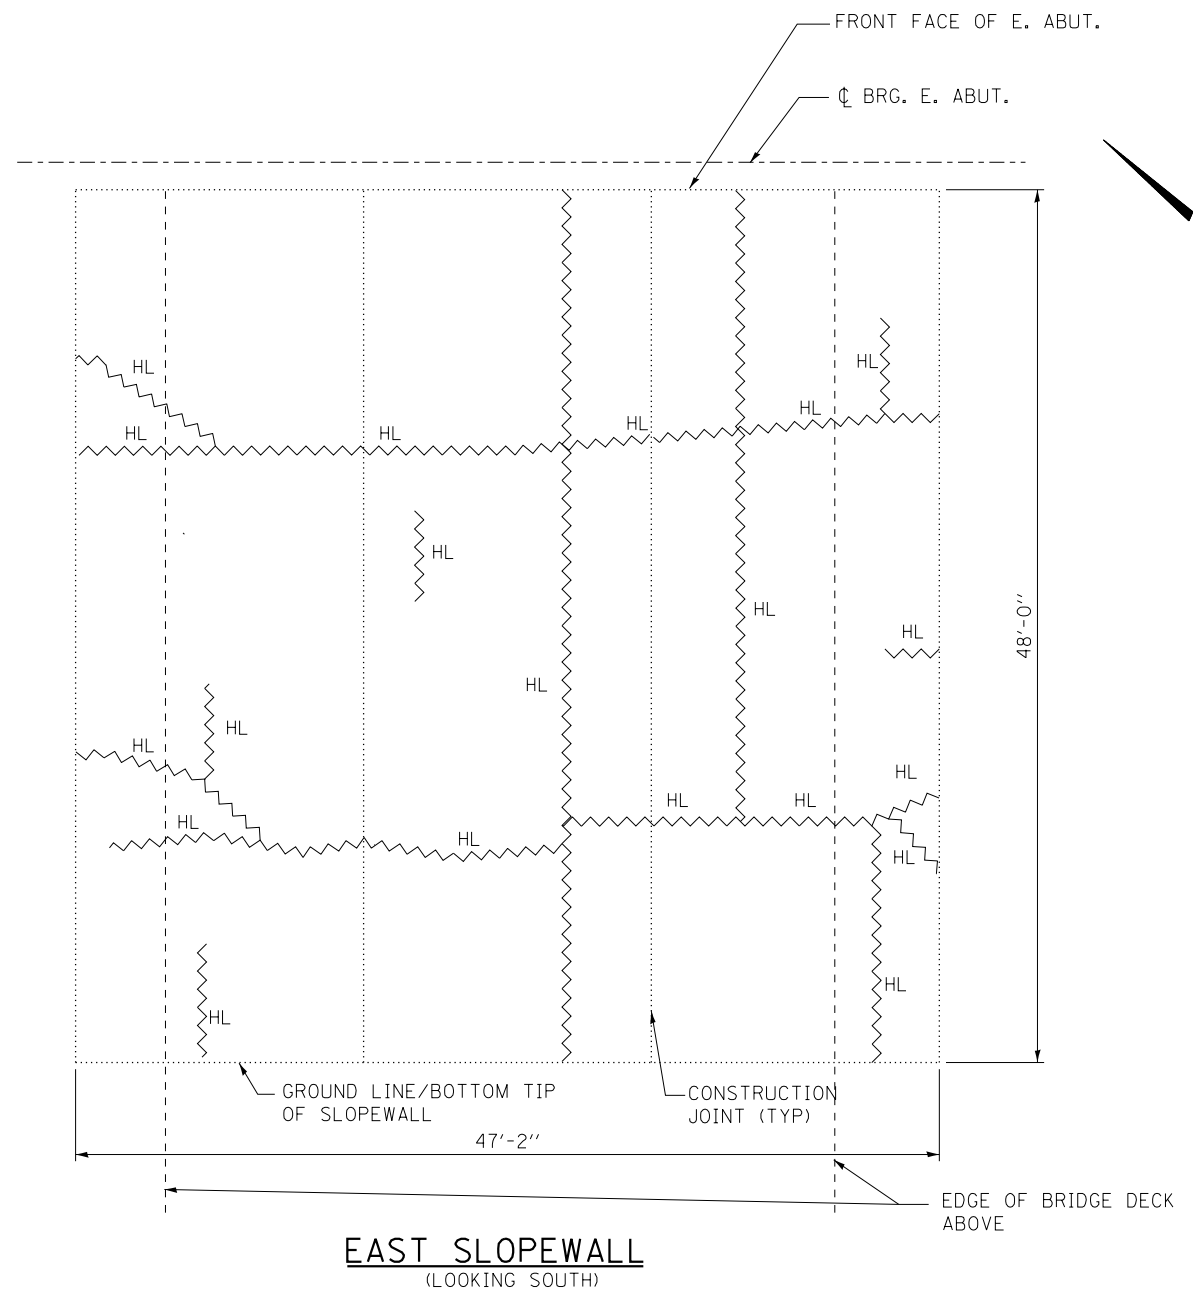 FRONT FACE OF E. ABUT.
℄ BRG. E. ABUT.
HL
HL
HL
HL
HL
HL
HL
HL
HL
48'-0"
HL
HL
HL
HL
HL
HL
HL
HL
HL
HL
HL
GROUND LINE/BOTTOM TIP
OF SLOPEWALL
CONSTRUCTION
JOINT (TYP)
47'-2"
EDGE OF BRIDGE DECK
ABOVE
EAST SLOPEWALL
(LOOKING SOUTH)